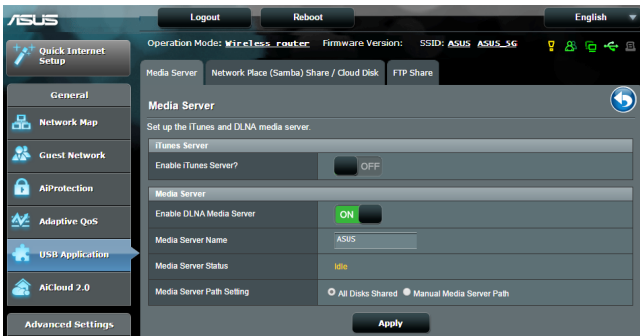 ASUS
Logout
Reboot
English
Quick Internet
Setup
Operation Mode: Wireless router Firmware Version: SSID: ASUS ASUS_5G
Media Server
Network Place (Samba) Share / Cloud Disk
FTP Share
General
Network Map
Guest Network
AiProtection
Adaptive QoS
USB Application
AiCloud 2.0
Advanced Settings
Media Server
Set up the iTunes and DLNA media server.
iTunes Server
Enable iTunes Server? OFF
Media Server
Enable DLNA Media Server ON
Media Server Name ASUS
Media Server Status Idle
Media Server Path Setting All Disks Shared Manual Media Server Path
Apply